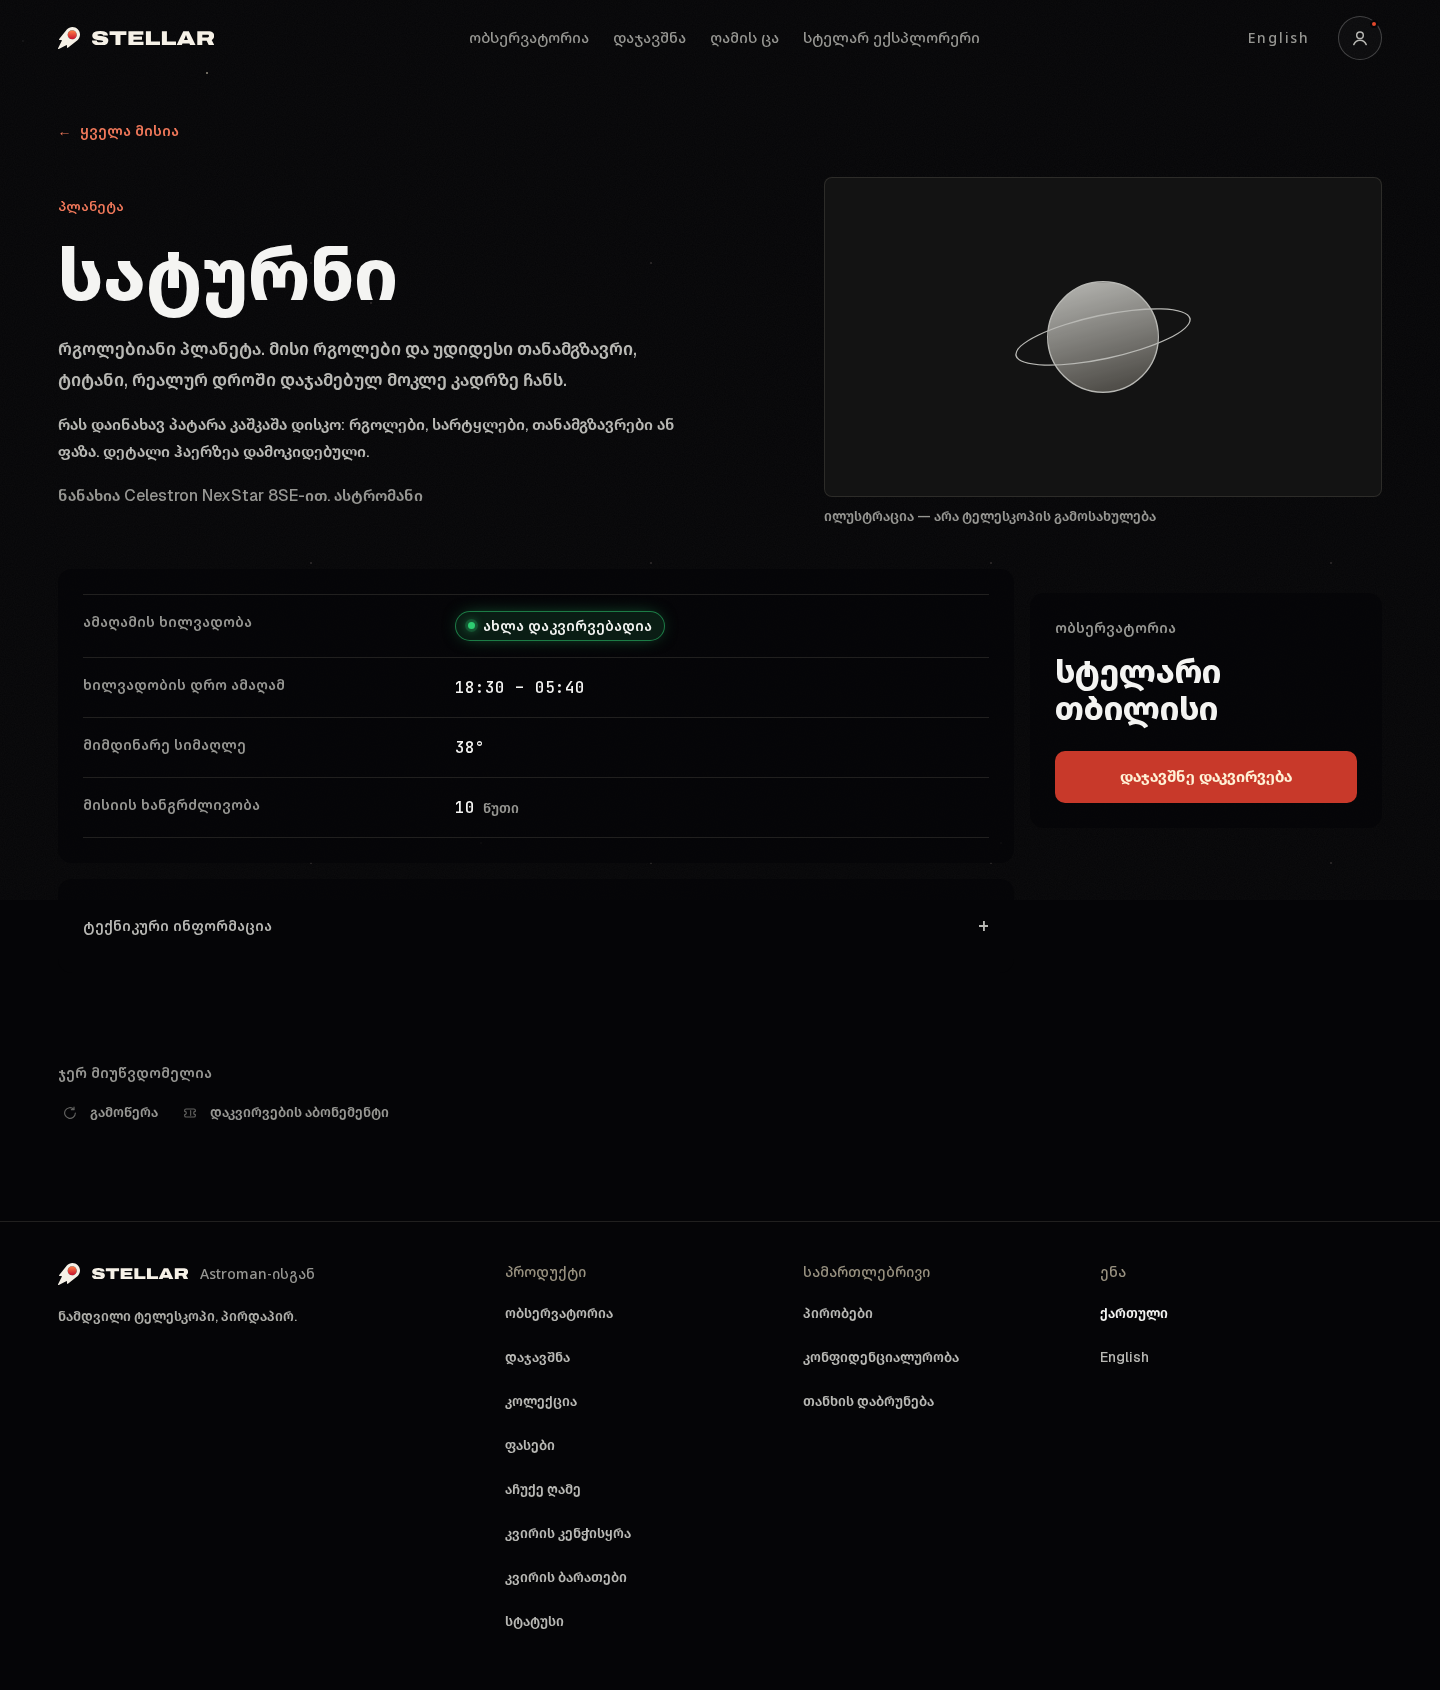 STELLAR
ობსერვატორია
დაჯავშნა
ღამის ცა
სტელარ ექსპლორერი
English
← ყველა მისია
პლანეტა
სატურნი
რგოლებიანი პლანეტა. მისი რგოლები და უდიდესი თანამგზავრი,
ტიტანი, რეალურ დროში დაჯამებულ მოკლე კადრზე ჩანს.
რას დაინახავ პატარა კაშკაშა დისკო: რგოლები, სარტყლები, თანამგზავრები ან
ფაზა. დეტალი ჰაერზეა დამოკიდებული.
ნანახია Celestron NexStar 8SE-ით. ასტრომანი
ილუსტრაცია — არა ტელესკოპის გამოსახულება
ამაღამის ხილვადობა
ახლა დაკვირვებადია
ხილვადობის დრო ამაღამ
18:30 – 05:40
მიმდინარე სიმაღლე
38°
მისიის ხანგრძლივობა
10 წუთი
ობსერვატორია
სტელარი
თბილისი
დაჯავშნე დაკვირვება
ტექნიკური ინფორმაცია
+
ჯერ მიუწვდომელია
გამოწერა
დაკვირვების აბონემენტი
STELLAR Astroman-ისგან
ნამდვილი ტელესკოპი, პირდაპირ.
პროდუქტი
ობსერვატორია
დაჯავშნა
კოლექცია
ფასები
აჩუქე ღამე
კვირის კენჭისყრა
კვირის ბარათები
სტატუსი
სამართლებრივი
პირობები
კონფიდენციალურობა
თანხის დაბრუნება
ენა
ქართული
English